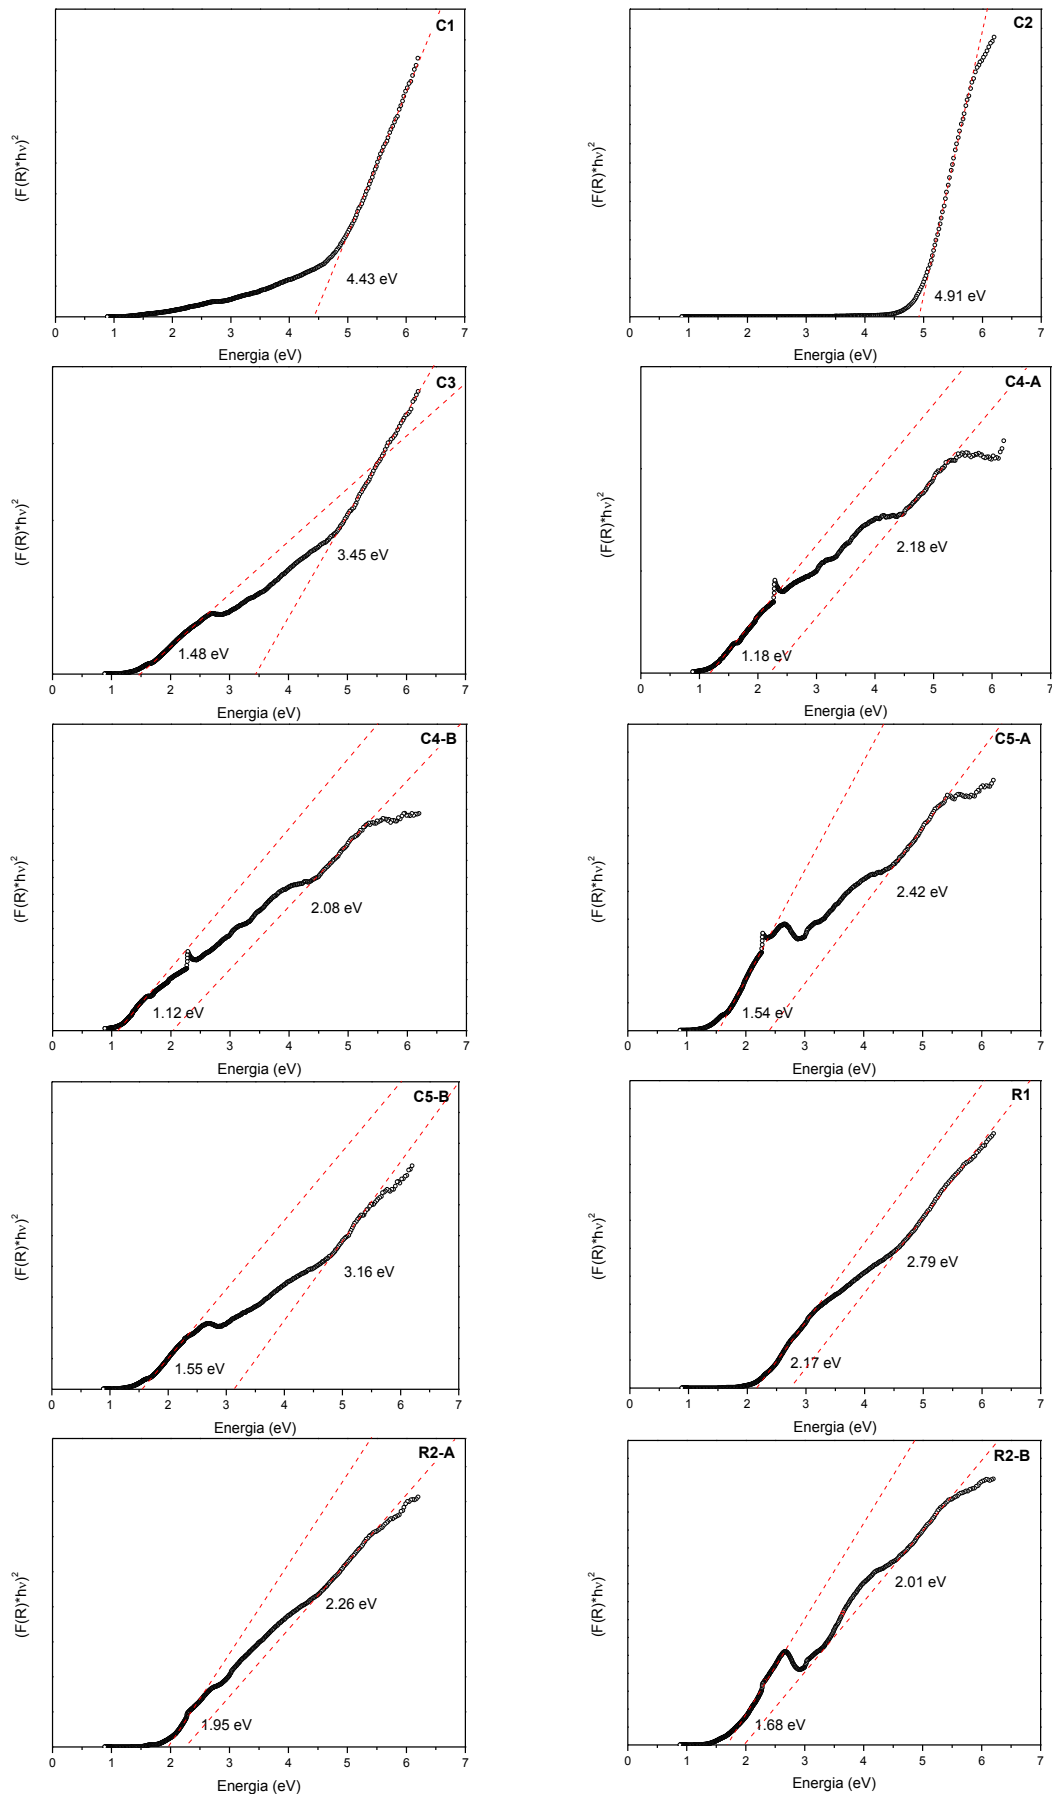 C1
(F(R)*hν)²
4.43 eV
0 1 2 3 4 5 6 7
Energia (eV)
C2
(F(R)*hν)²
4.91 eV
0 1 2 3 4 5 6 7
Energia (eV)
C3
(F(R)*hν)²
3.45 eV
1.48 eV
0 1 2 3 4 5 6 7
Energia (eV)
C4-A
(F(R)*hν)²
2.18 eV
1.18 eV
0 1 2 3 4 5 6 7
Energia (eV)
C4-B
(F(R)*hν)²
2.08 eV
1.12 eV
0 1 2 3 4 5 6 7
Energia (eV)
C5-A
(F(R)*hν)²
2.42 eV
1.54 eV
0 1 2 3 4 5 6 7
Energia (eV)
C5-B
(F(R)*hν)²
3.16 eV
1.55 eV
0 1 2 3 4 5 6 7
Energia (eV)
R1
(F(R)*hν)²
2.79 eV
2.17 eV
0 1 2 3 4 5 6 7
Energia (eV)
R2-A
(F(R)*hν)²
2.26 eV
1.95 eV
0 1 2 3 4 5 6 7
Energia (eV)
R2-B
(F(R)*hν)²
2.01 eV
1.68 eV
0 1 2 3 4 5 6 7
Energia (eV)